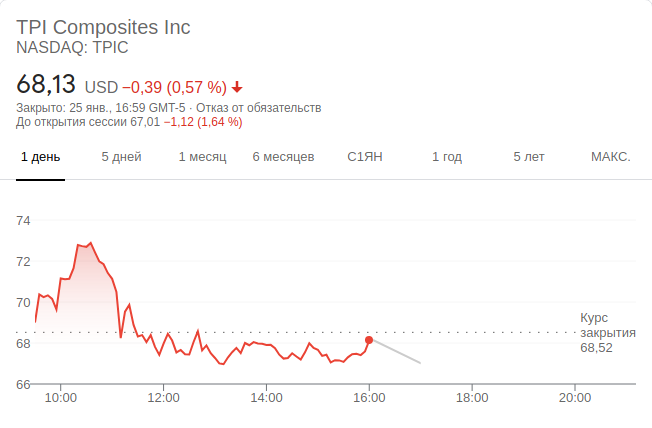 TPI Composites Inc
NASDAQ: TPIC
68,13 USD −0,39 (0,57 %)
Закрыто: 25 янв., 16:59 GMT-5 · Отказ от обязательств
До открытия сессии 67,01 −1,12 (1,64 %)
1 день 5 дней 1 месяц 6 месяцев С1ЯН 1 год 5 лет МАКС.
74
72
70
68
66
Курс
закрытия
68,52
10:00 12:00 14:00 16:00 18:00 20:00